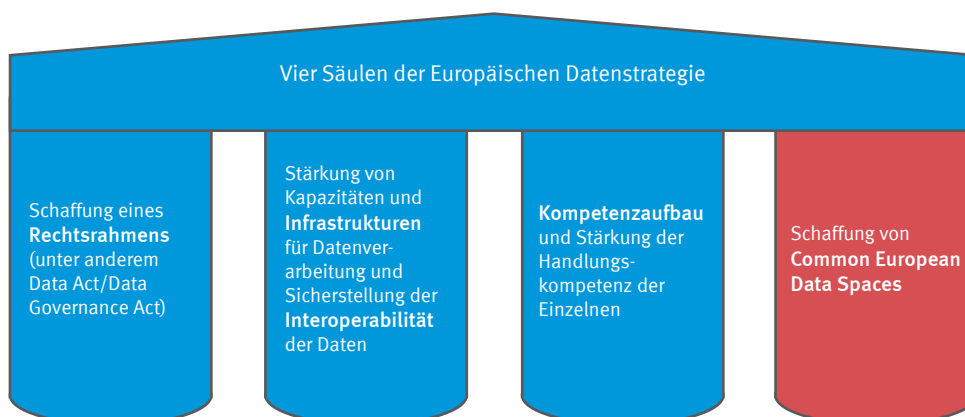 Vier Säulen der Europäischen Datenstrategie
Schaffung eines
Rechtsrahmens
(unter anderem
Data Act/Data
Governance Act)
Stärkung von
Kapazitäten und
Infrastrukturen
für Datenver-
arbeitung und
Sicherstellung der
Interoperabilität
der Daten
Kompetenzaufbau
und Stärkung der
Handlungs-
kompetenz der
Einzelnen
Schaffung von
Common European
Data Spaces